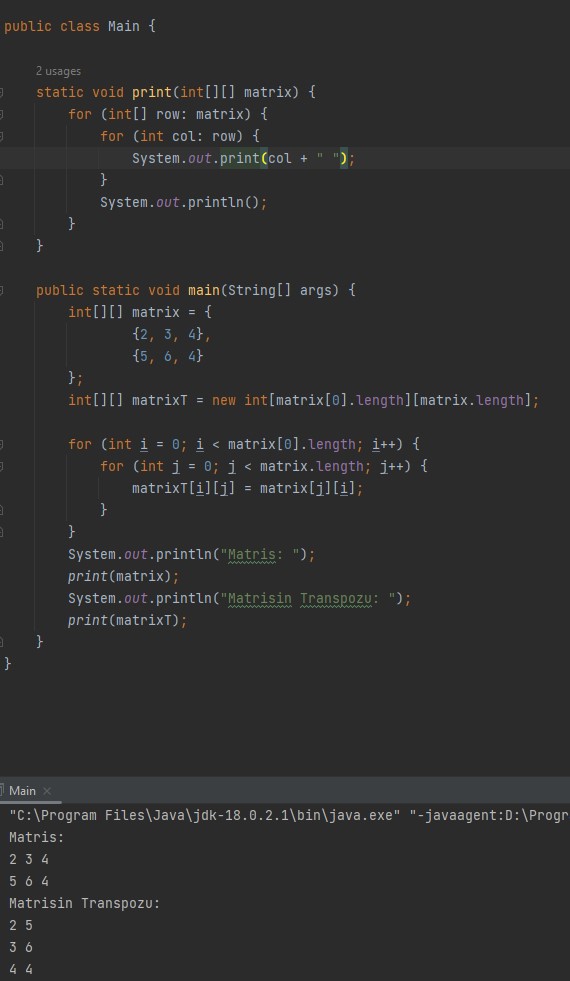 public class Main {
2 usages
static void print(int[][] matrix) {
for (int[] row: matrix) {
for (int col: row) {
System.out.print(col + " ");
}
System.out.println();
}
}
public static void main(String[] args) {
int[][] matrix = {
{2, 3, 4},
{5, 6, 4}
};
int[][] matrixT = new int[matrix[0].length][matrix.length];
for (int i = 0; i < matrix[0].length; i++) {
for (int j = 0; j < matrix.length; j++) {
matrixT[i][j] = matrix[j][i];
}
}
System.out.println("Matris: ");
print(matrix);
System.out.println("Matrisin Transpozu: ");
print(matrixT);
}
}
Main
"C:\Program Files\Java\jdk-18.0.2.1\bin\java.exe" "-javaagent:D:\Progr
Matris:
2 3 4
5 6 4
Matrisin Transpozu:
2 5
3 6
4 4